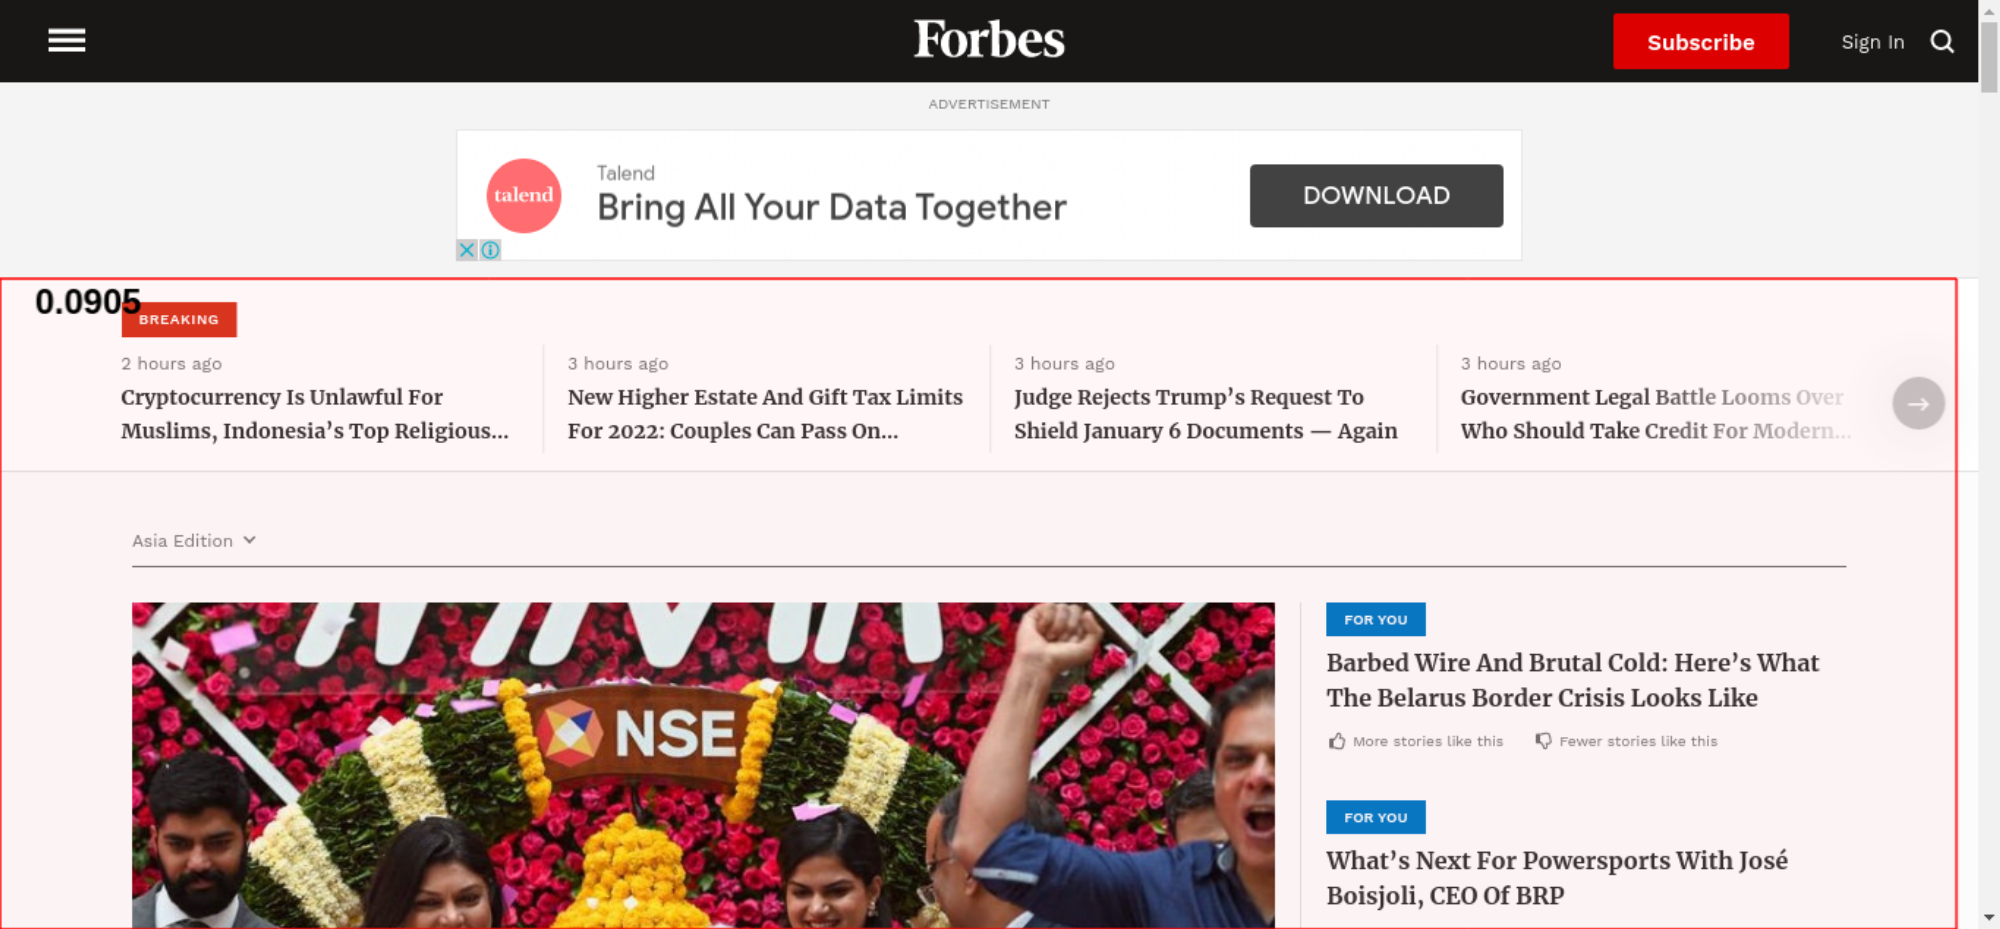 Forbes
Subscribe
Sign In
ADVERTISEMENT
talend
Talend
Bring All Your Data Together
DOWNLOAD
0.0905
BREAKING
2 hours ago
Cryptocurrency Is Unlawful For
Muslims, Indonesia’s Top Religious...
3 hours ago
New Higher Estate And Gift Tax Limits
For 2022: Couples Can Pass On...
3 hours ago
Judge Rejects Trump’s Request To
Shield January 6 Documents — Again
3 hours ago
Government Legal Battle Looms Over
Who Should Take Credit For Modern...
Asia Edition
NSE
FOR YOU
Barbed Wire And Brutal Cold: Here’s What
The Belarus Border Crisis Looks Like
More stories like this
Fewer stories like this
FOR YOU
What’s Next For Powersports With José
Boisjoli, CEO Of BRP